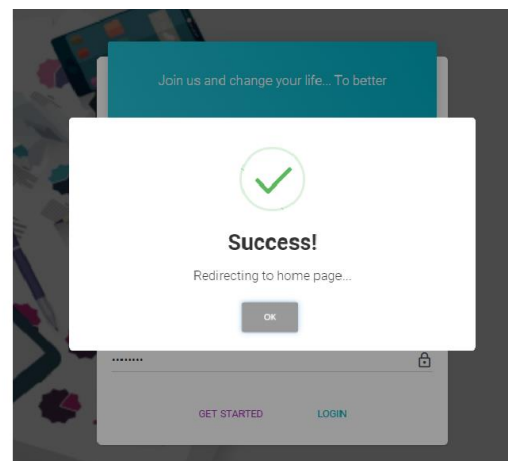 Join us and change your life... To better
Success!
Redirecting to home page...
OK
........
GET STARTED
LOGIN